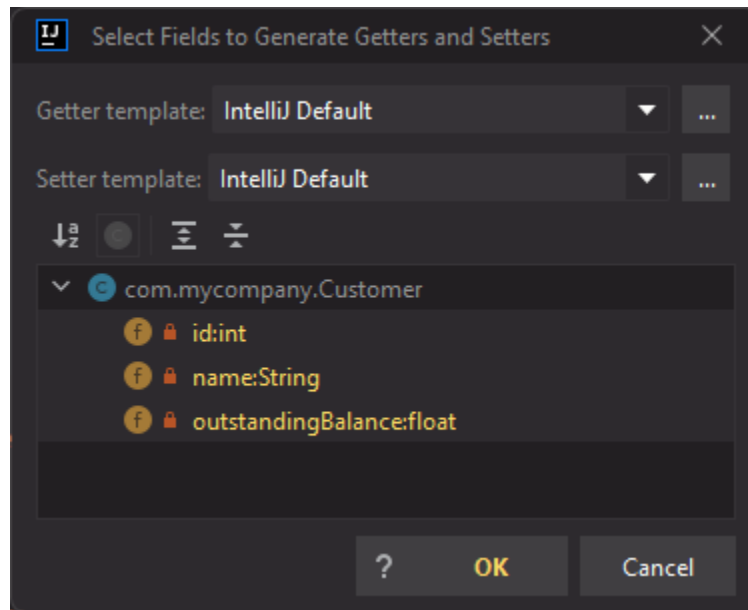 IJ Select Fields to Generate Getters and Setters
Getter template: IntelliJ Default ...
Setter template: IntelliJ Default ...
a
z C
C com.mycompany.Customer
f id:int
f name:String
f outstandingBalance:float
? OK Cancel